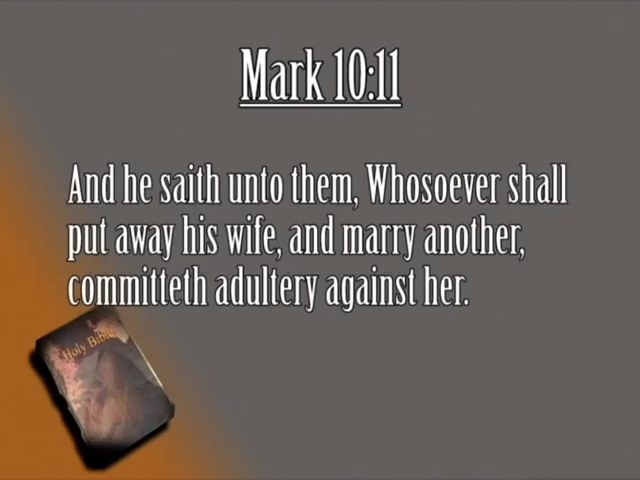 Mark 10:11
And he saith unto them, Whosoever shall
put away his wife, and marry another,
committeth adultery against her.
Holy Bible